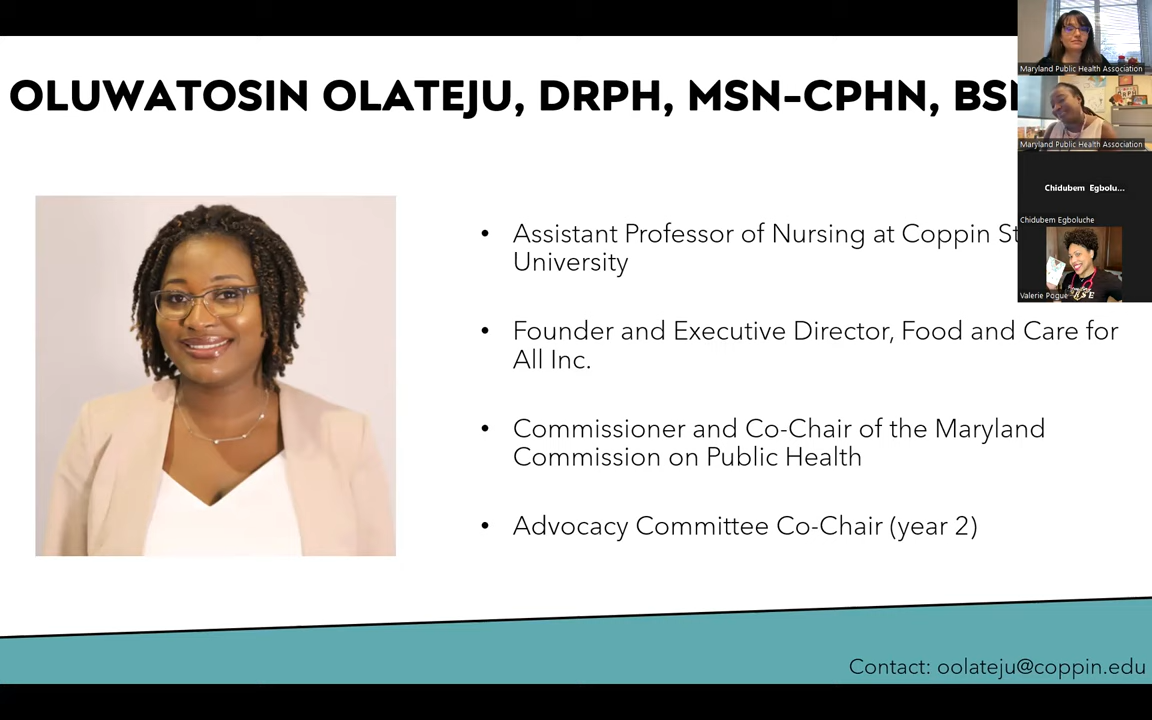 OLUWATOSIN OLATEJU, DRPH, MSN-CPHN, BS
• Assistant Professor of Nursing at Coppin St
University
• Founder and Executive Director, Food and Care for
All Inc.
• Commissioner and Co-Chair of the Maryland
Commission on Public Health
• Advocacy Committee Co-Chair (year 2)
Contact: oolateju@coppin.edu
Maryland Public Health Association
Maryland Public Health Association
Chidubem Egbolu...
Chidubem Egboluche
Valerie Pogue